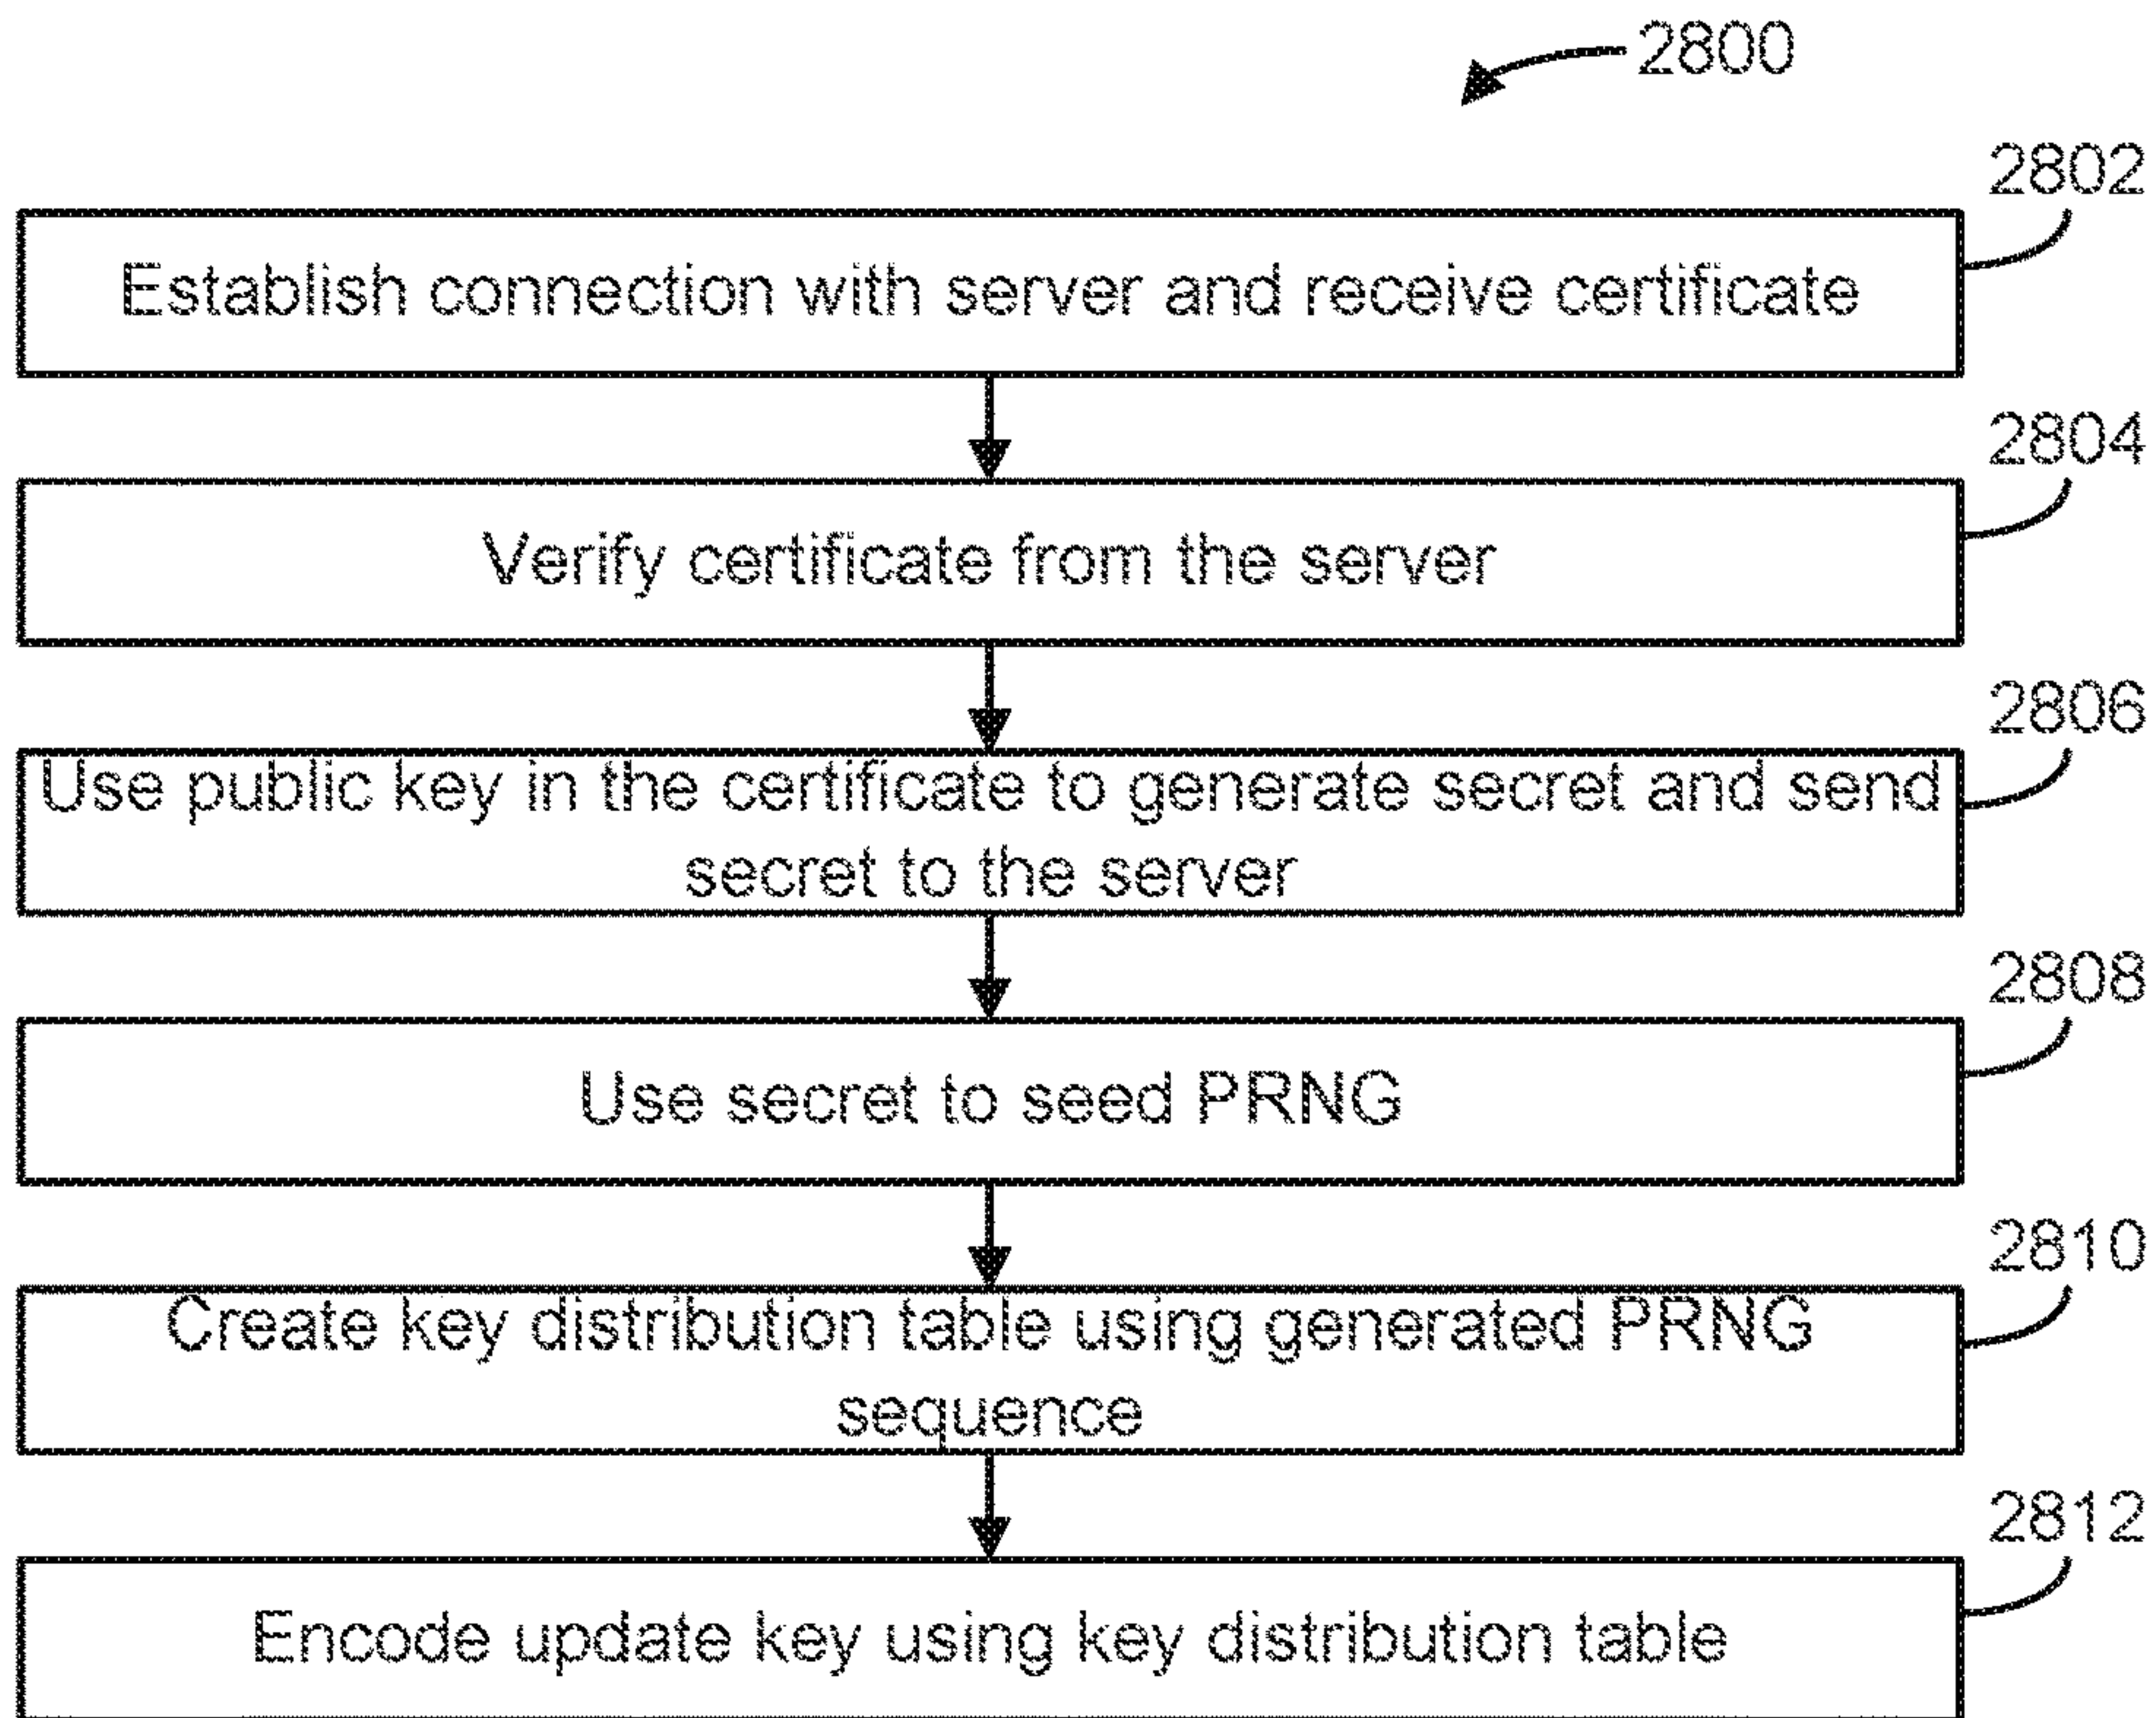 2800
2802
Establish connection with server and receive certificate
2804
Verify certificate from the server
2806
Use public key in the certificate to generate secret and send
secret to the server
2808
Use secret to seed PRNG
2810
Create key distribution table using generated PRNG
sequence
2812
Encode update key using key distribution table